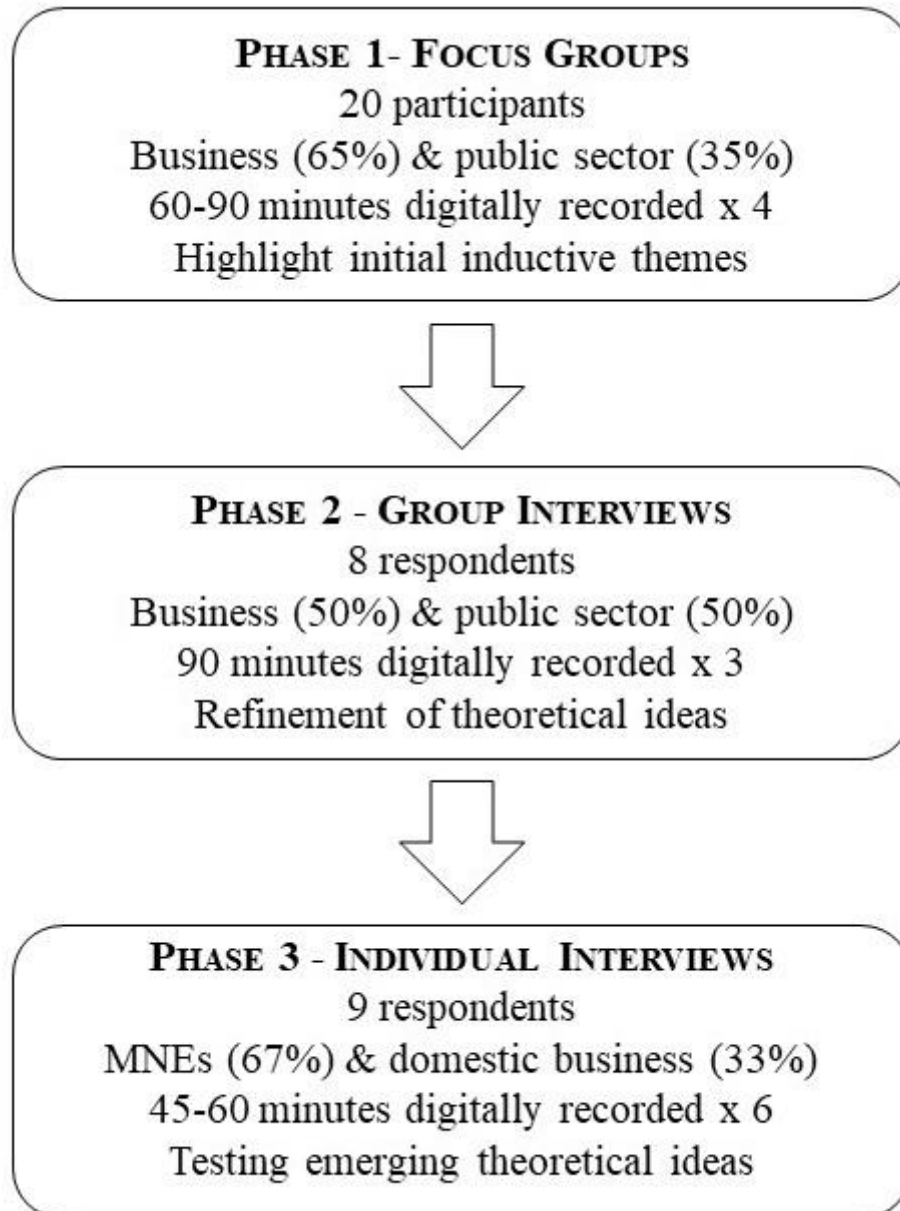 PHASE 1- FOCUS GROUPS
20 participants
Business (65%) & public sector (35%)
60-90 minutes digitally recorded x 4
Highlight initial inductive themes
PHASE 2 - GROUP INTERVIEWS
8 respondents
Business (50%) & public sector (50%)
90 minutes digitally recorded x 3
Refinement of theoretical ideas
PHASE 3 - INDIVIDUAL INTERVIEWS
9 respondents
MNEs (67%) & domestic business (33%)
45-60 minutes digitally recorded x 6
Testing emerging theoretical ideas